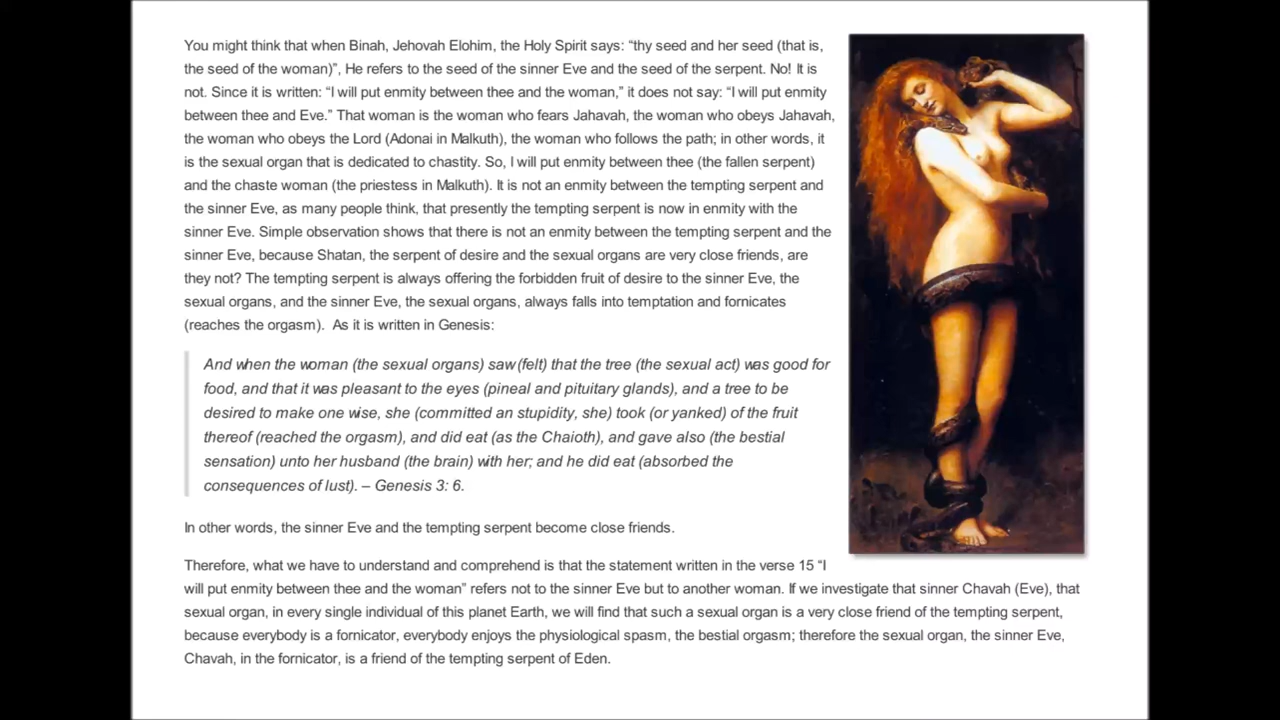 You might think that when Binah, Jehovah Elohim, the Holy Spirit says: “thy seed and her seed (that is,
the seed of the woman)”, He refers to the seed of the sinner Eve and the seed of the serpent. No! It is
not. Since it is written: “I will put enmity between thee and the woman,” it does not say: “I will put enmity
between thee and Eve.” That woman is the woman who fears Jahavah, the woman who obeys Jahavah,
the woman who obeys the Lord (Adonai in Malkuth), the woman who follows the path; in other words, it
is the sexual organ that is dedicated to chastity. So, I will put enmity between thee (the fallen serpent)
and the chaste woman (the priestess in Malkuth). It is not an enmity between the tempting serpent and
the sinner Eve, as many people think, that presently the tempting serpent is now in enmity with the
sinner Eve. Simple observation shows that there is not an enmity between the tempting serpent and the
sinner Eve, because Shatan, the serpent of desire and the sexual organs are very close friends, are
they not? The tempting serpent is always offering the forbidden fruit of desire to the sinner Eve, the
sexual organs, and the sinner Eve, the sexual organs, always falls into temptation and fornicates
(reaches the orgasm).  As it is written in Genesis:
And when the woman (the sexual organs) saw(felt) that the tree (the sexual act) was good for
food, and that it was pleasant to the eyes (pineal and pituitary glands), and a tree to be
desired to make one wise, she (committed an stupidity, she) took (or yanked) of the fruit
thereof (reached the orgasm), and did eat (as the Chaioth), and gave also (the bestial
sensation) unto her husband (the brain) with her; and he did eat (absorbed the
consequences of lust). – Genesis 3: 6.
In other words, the sinner Eve and the tempting serpent become close friends.
Therefore, what we have to understand and comprehend is that the statement written in the verse 15 “I
will put enmity between thee and the woman” refers not to the sinner Eve but to another woman. If we investigate that sinner Chavah (Eve), that
sexual organ, in every single individual of this planet Earth, we will find that such a sexual organ is a very close friend of the tempting serpent,
because everybody is a fornicator, everybody enjoys the physiological spasm, the bestial orgasm; therefore the sexual organ, the sinner Eve,
Chavah, in the fornicator, is a friend of the tempting serpent of Eden.